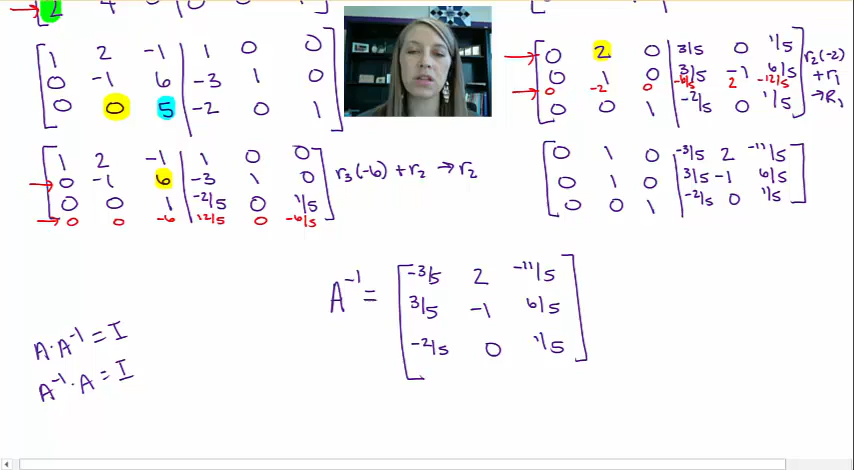 2
1 2 -1 | 1 0 0
0 -1 6 | -3 1 0
0 0 5 | -2 0 1
1 2 -1 | 1 0 0
0 -1 6 | -3 1 0
0 0 1 | -2/5 0 1/5
0 0 -6 12/5 0 -6/5
r3(-6) + r2 → r2
0 2 0 | 3/5 0 1/5
0 1 0 | 3/5 -1 6/5
0 -2 0 -6/5 2 -12/5
0 0 1 | -2/5 0 1/5
r2(-2)
+ r1
→ R1
0 1 0 | -3/5 2 -11/5
0 1 0 | 3/5 -1 6/5
0 0 1 | -2/5 0 1/5
A⁻¹ =
-3/5 2 -11/5
3/5 -1 6/5
-2/5 0 1/5
A·A⁻¹ = I
A⁻¹·A = I